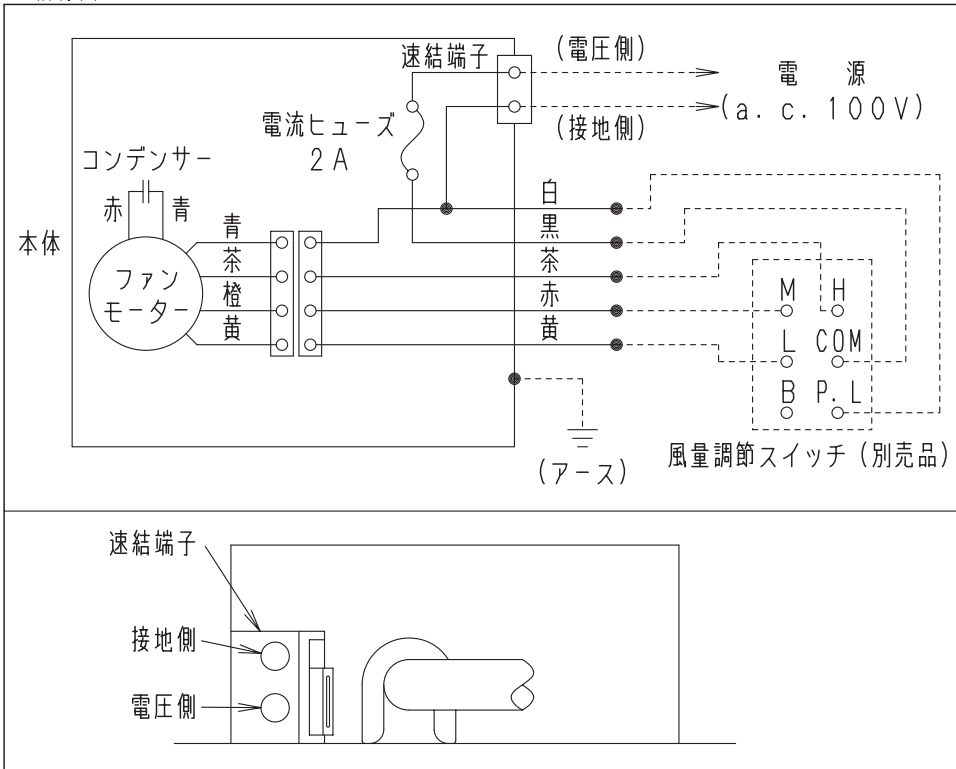 速結端子
(電圧側)
電源
(a. c. 100V)
(接地側)
電流ヒューズ
2A
コンデンサー
赤
青
本体
ファン
モーター
青
茶
橙
黄
白
黒
茶
赤
黄
M H
L COM
B P. L
風量調節スイッチ (別売品)
(アース)
速結端子
接地側
電圧側